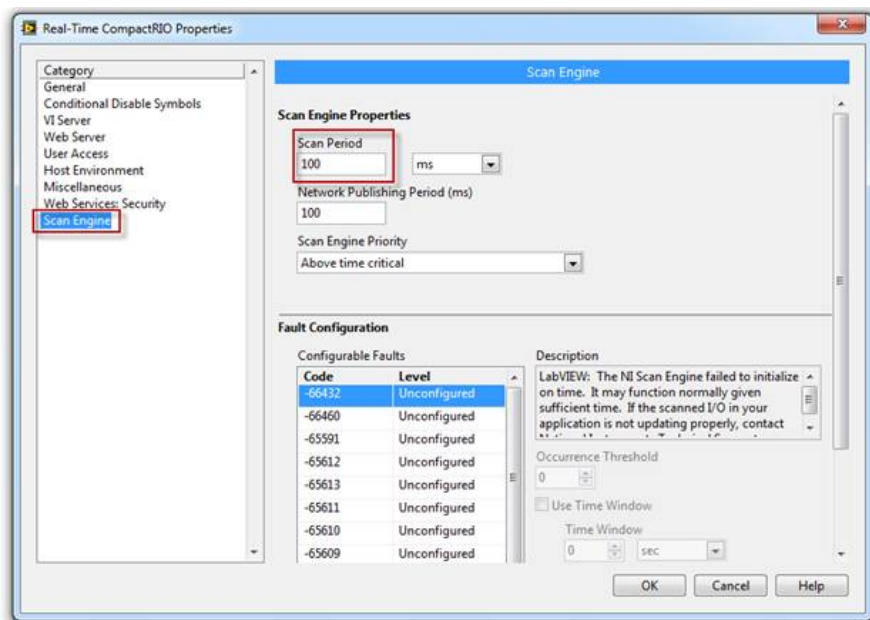 Real-Time CompactRIO Properties
Category
General
Conditional Disable Symbols
VI Server
Web Server
User Access
Host Environment
Miscellaneous
Web Services: Security
Scan Engine
Scan Engine
Scan Engine Properties
Scan Period
100 ms
Network Publishing Period (ms)
100
Scan Engine Priority
Above time critical
Fault Configuration
Configurable Faults
Code Level
-66432 Unconfigured
-66460 Unconfigured
-65591 Unconfigured
-65612 Unconfigured
-65613 Unconfigured
-65611 Unconfigured
-65610 Unconfigured
-65609 Unconfigured
Description
LabVIEW: The NI Scan Engine failed to initialize
on time. It may function normally given
sufficient time. If the scanned I/O in your
application is not updating properly, contact
Occurrence Threshold
0
Use Time Window
Time Window
0 sec
OK Cancel Help